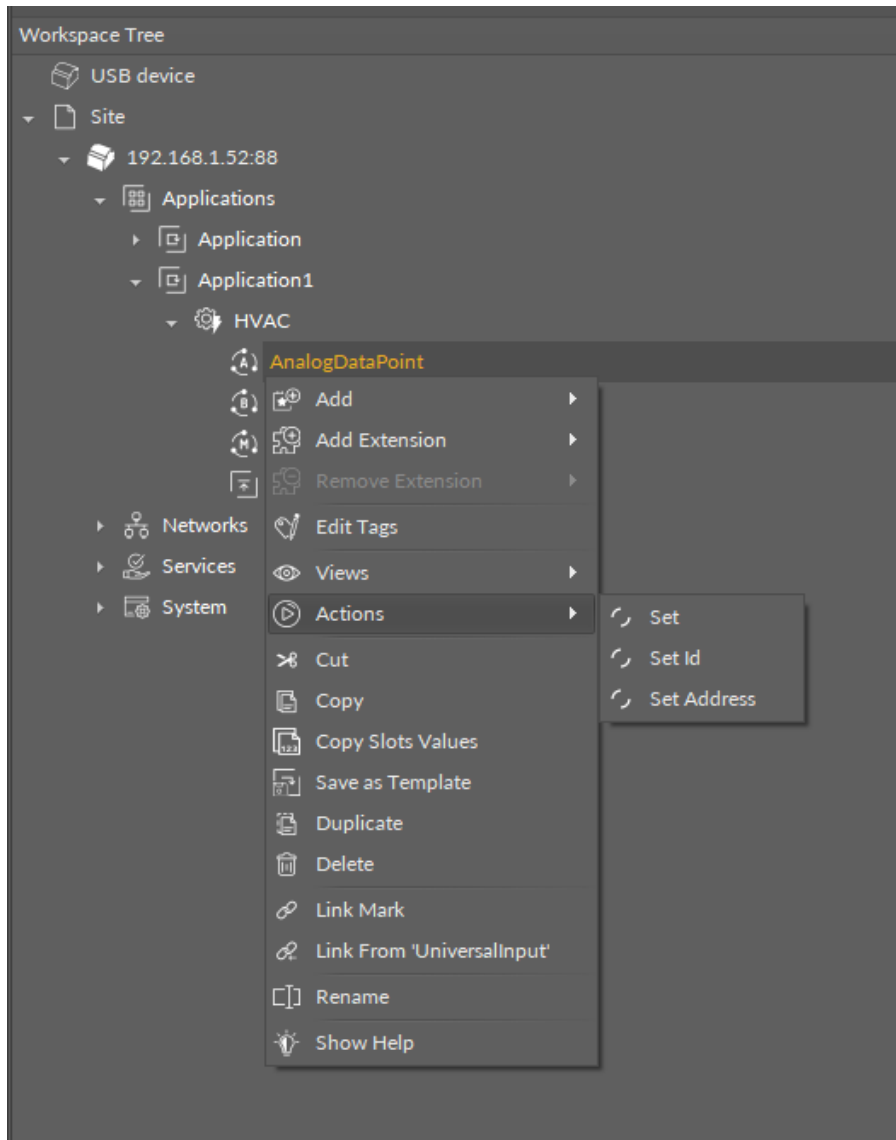 Workspace Tree
USB device
Site
192.168.1.52:88
Applications
Application
Application1
HVAC
AnalogDataPoint
Add
Add Extension
Remove Extension
Networks
Edit Tags
Services
Views
System
Actions
Set
Set Id
Set Address
Cut
Copy
Copy Slots Values
Save as Template
Duplicate
Delete
Link Mark
Link From 'UniversalInput'
Rename
Show Help